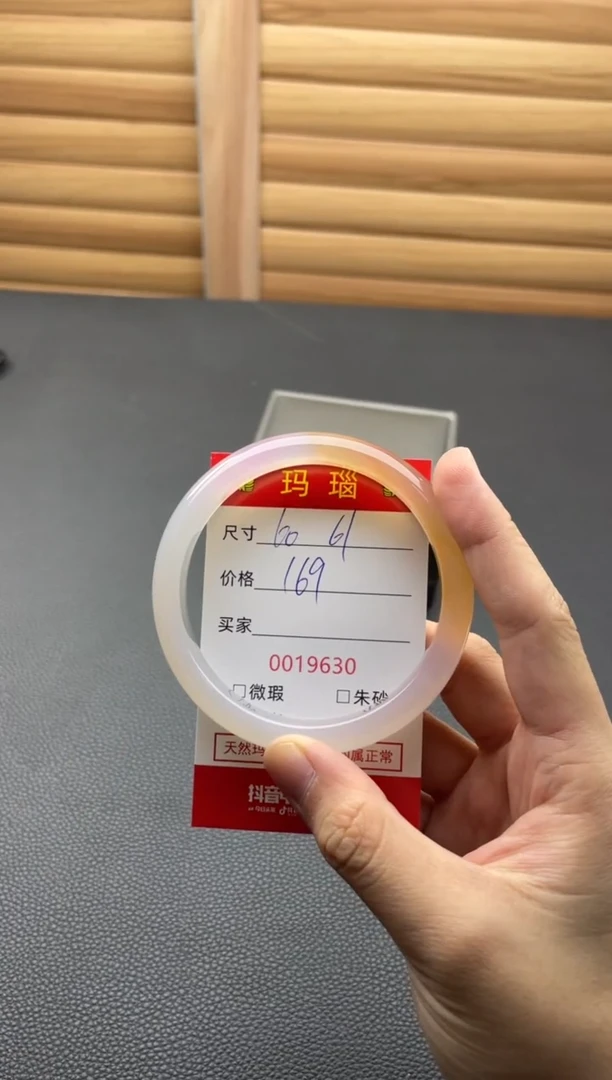 玛瑙
尺寸 60 61
价格 169
买家
0019630
□微瑕 □朱砂
天然玛 属正常
抖音